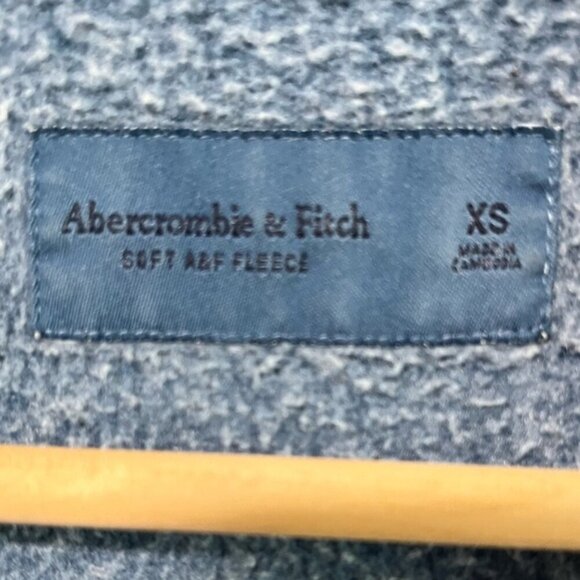 Abercrombie & Fitch
SOFT A&F FLEECE
XS
MADE IN
CAMBODIA